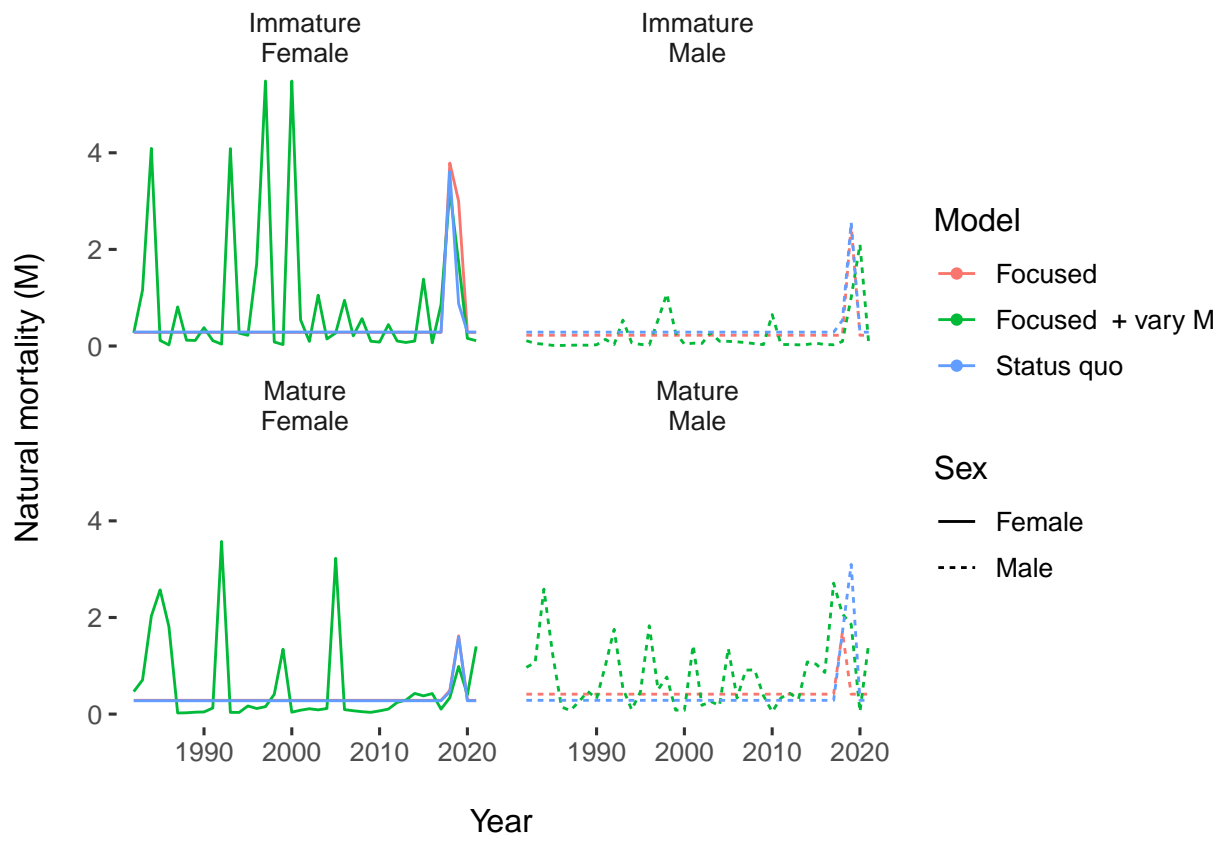 Immature
Female
Immature
Male
4
2
0
Mature
Female
Mature
Male
4
2
0
1990
2000
2010
2020
1990
2000
2010
2020
Year
Natural mortality (M)
Model
Focused
Focused + vary M
Status quo
Sex
Female
Male